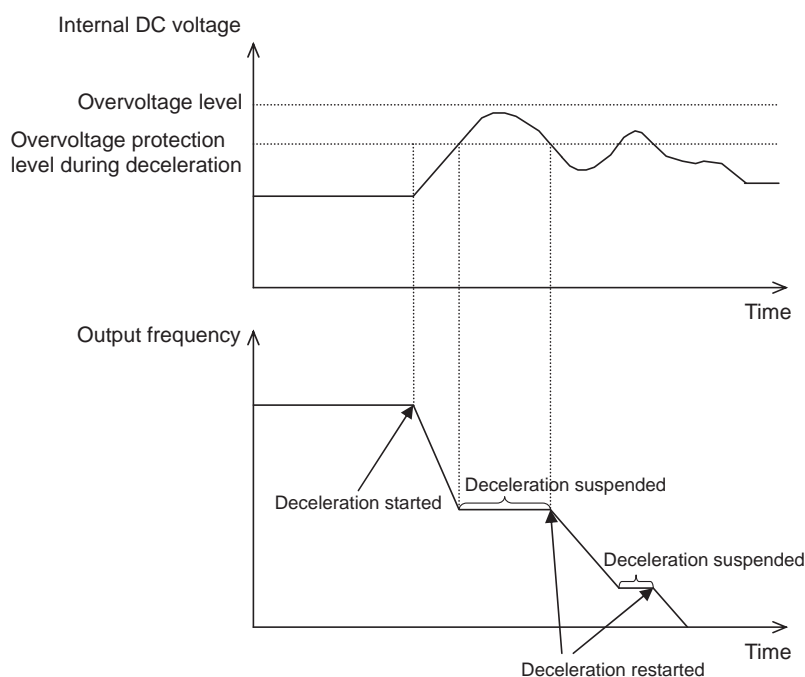 Internal DC voltage
Overvoltage level
Overvoltage protection
level during deceleration
Time
Output frequency
Deceleration suspended
Deceleration started
Deceleration suspended
Time
Deceleration restarted